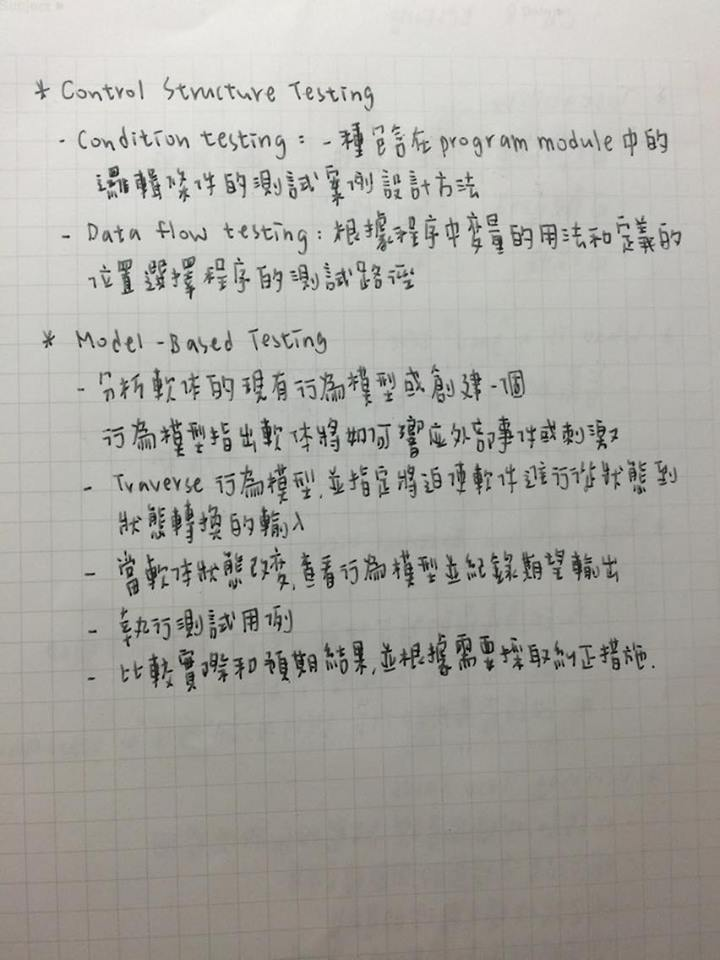 Subject
* Control Structure Testing
- Condition testing : 一種包含在 program module 中的
邏輯條件的測試案例設計方法
- Data flow testing : 根據程序中变量的用法和定義的
位置選擇程序的測試路徑
* Model-Based Testing
- 分析軟体的現有行為模型或創建一個
行為模型指出軟体將如何響应外部事件或刺激
- Traverse 行為模型,並指定將迫使軟件進行從狀態到
狀態轉換的輸入
- 當軟体狀態改变,查看行為模型並紀錄期望輸出
- 執行測試用例
- 比較實際和預期結果,並根據需要採取糾正措施.